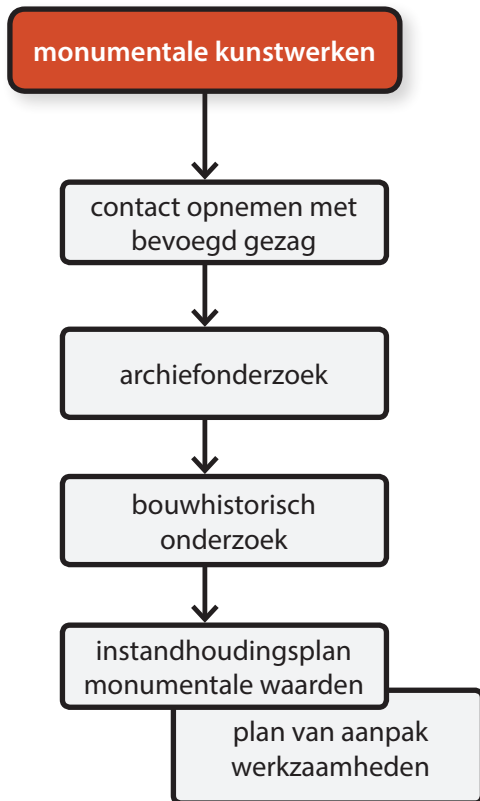 monumentale kunstwerken
contact opnemen met
bevoegd gezag
archiefonderzoek
bouwhistorisch
onderzoek
instandhoudingsplan
monumentale waarden
plan van aanpak
werkzaamheden